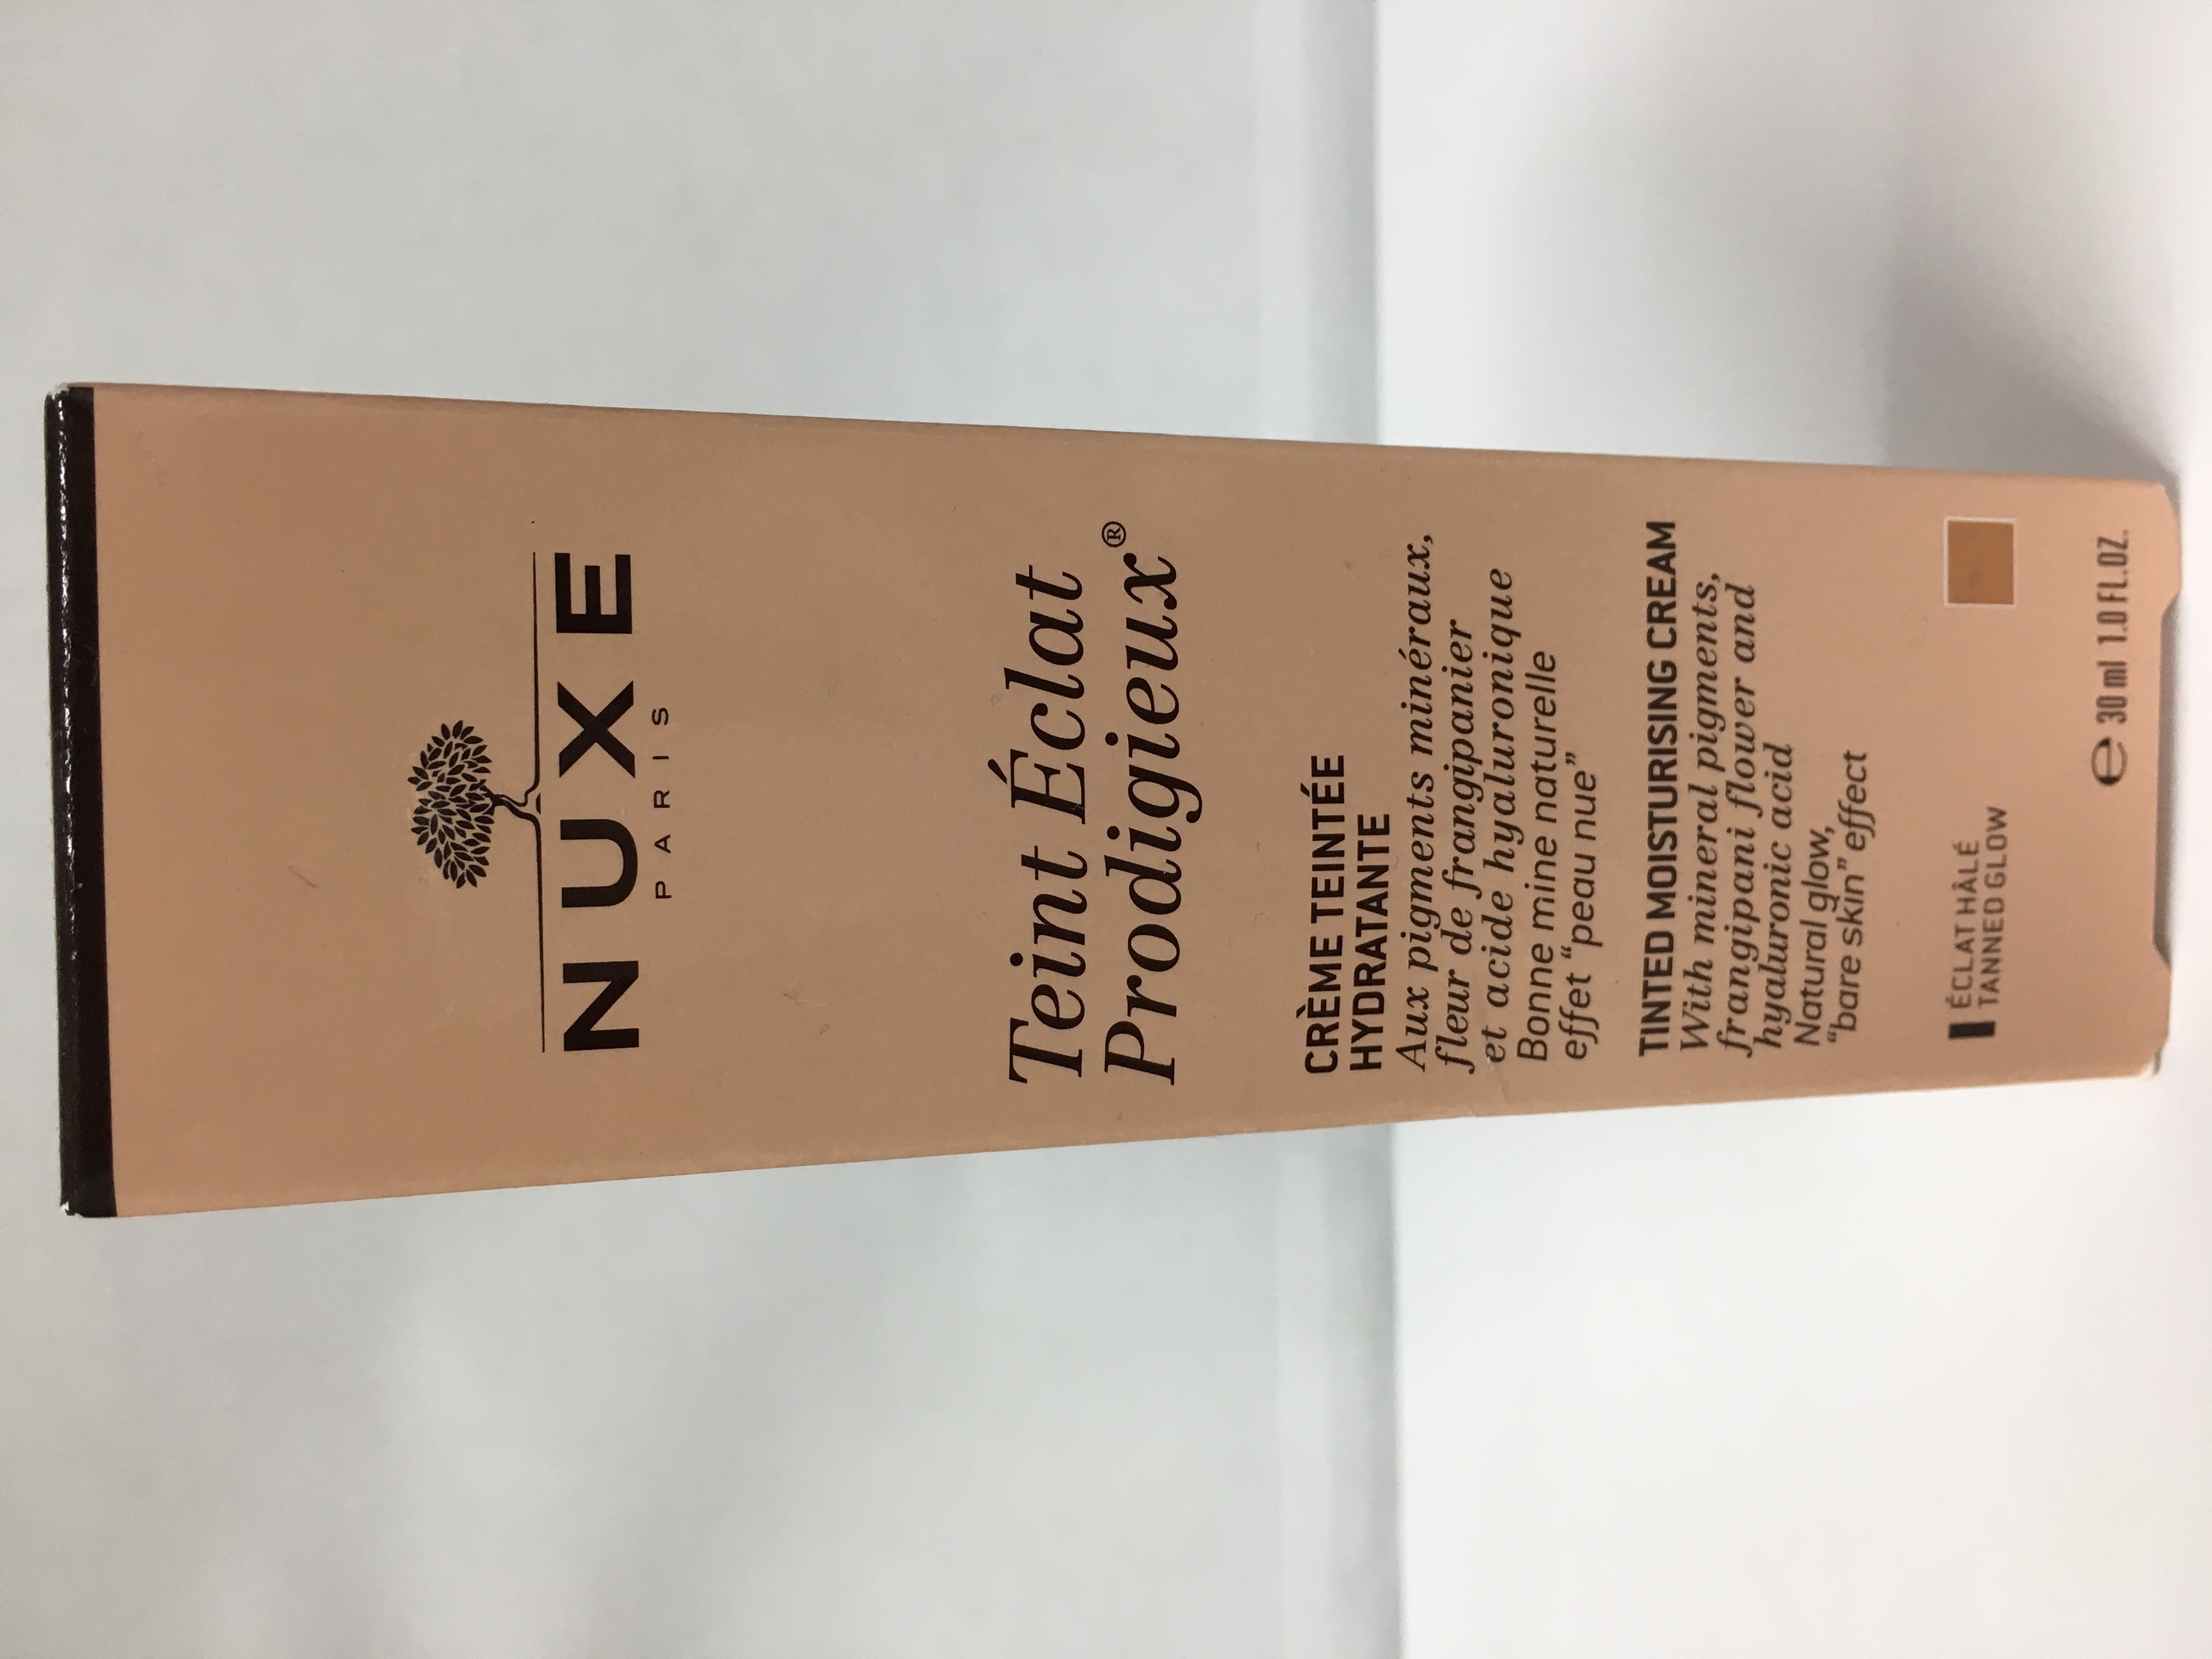 NUXE
PARIS
Teint Éclat
Prodigieux®
CRÈME TEINTÉE
HYDRATANTE
Aux pigments minéraux,
fleur de frangipanier
et acide hyaluronique
Bonne mine naturelle
effet “peau nue”
TINTED MOISTURISING CREAM
With mineral pigments,
frangipani flower and
hyaluronic acid
Natural glow,
“bare skin” effect
ÉCLAT HÂLÉ
TANNED GLOW
℮ 30 ml 1.0 FL.OZ.